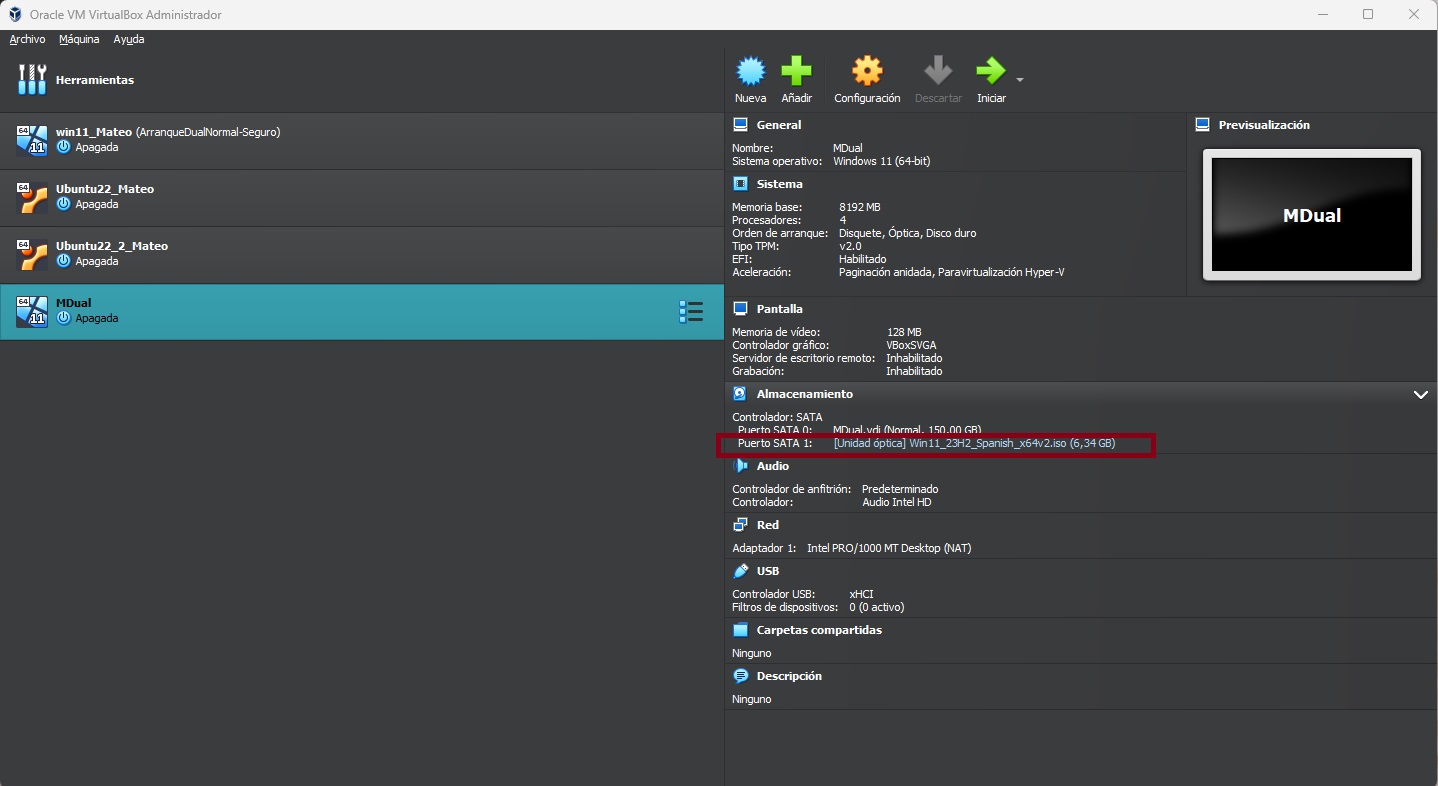 Oracle VM VirtualBox Administrador
Archivo Máquina Ayuda
Herramientas
64 11 win11_Mateo (ArranqueDualNormal-Seguro)
Apagada
64 Ubuntu22_Mateo
Apagada
64 Ubuntu22_2_Mateo
Apagada
64 11 MDual
Apagada
Nueva Añadir Configuración Descartar Iniciar
General
Nombre: MDual
Sistema operativo: Windows 11 (64-bit)
Previsualización
MDual
Sistema
Memoria base: 8192 MB
Procesadores: 4
Orden de arranque: Disquete, Óptica, Disco duro
Tipo TPM: v2.0
EFI: Habilitado
Aceleración: Paginación anidada, Paravirtualización Hyper-V
Pantalla
Memoria de vídeo: 128 MB
Controlador gráfico: VBoxSVGA
Servidor de escritorio remoto: Inhabilitado
Grabación: Inhabilitado
Almacenamiento
Controlador: SATA
Puerto SATA 0: MDual.vdi (Normal, 150,00 GB)
Puerto SATA 1: [Unidad óptica] Win11_23H2_Spanish_x64v2.iso (6,34 GB)
Audio
Controlador de anfitrión: Predeterminado
Controlador: Audio Intel HD
Red
Adaptador 1: Intel PRO/1000 MT Desktop (NAT)
USB
Controlador USB: xHCI
Filtros de dispositivos: 0 (0 activo)
Carpetas compartidas
Ninguno
Descripción
Ninguno